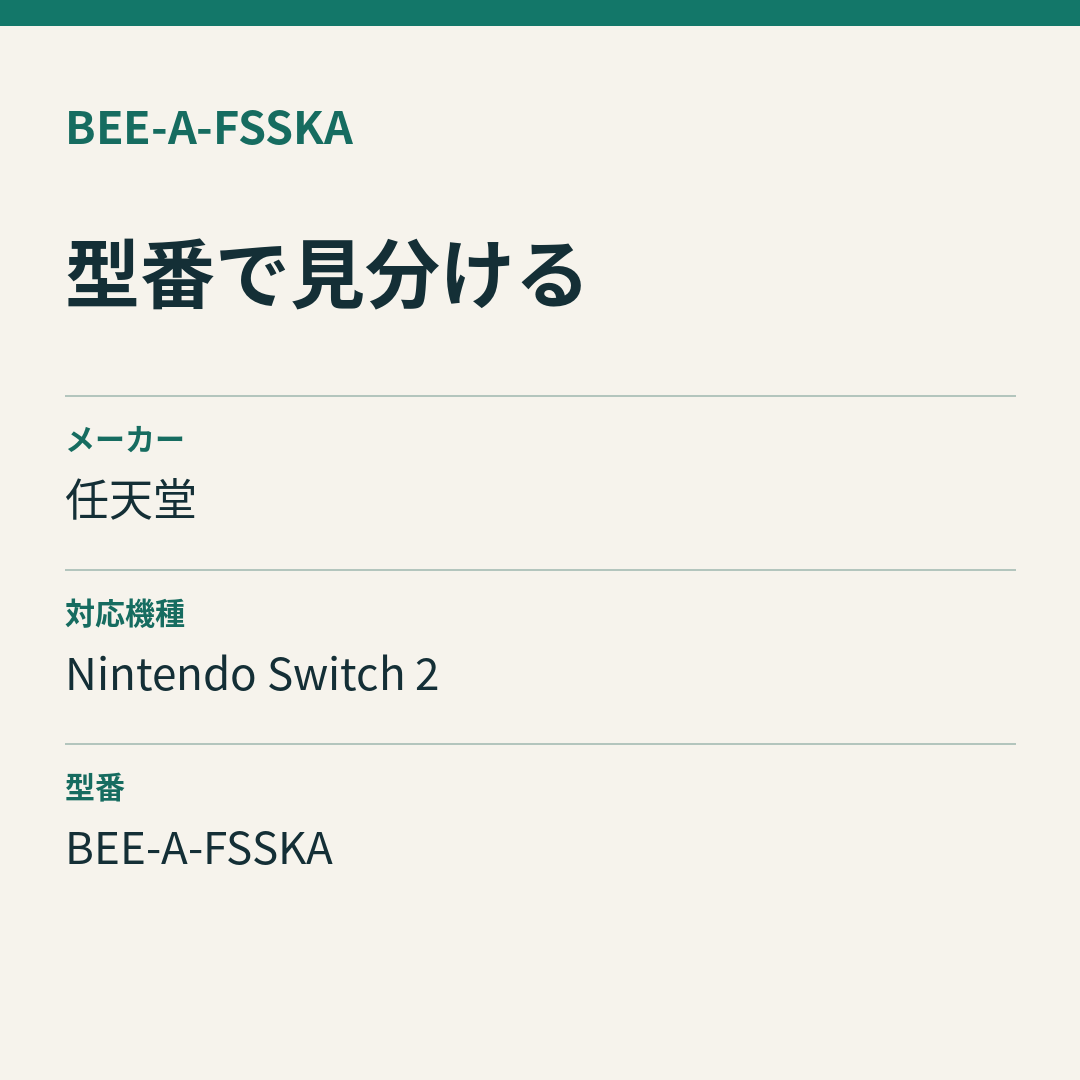 BEE-A-FSSKA
型番で見分ける
メーカー
任天堂
対応機種
Nintendo Switch 2
型番
BEE-A-FSSKA